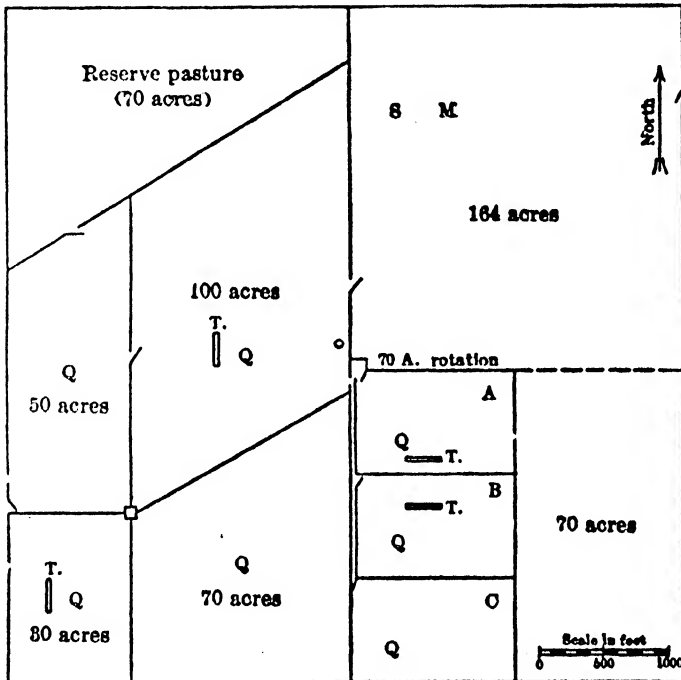 Reserve pasture
(70 acres)
S M
North
164 acres
100 acres
T.
Q
Q
50 acres
70 A. rotation
A
Q
T.
B
T.
Q
70 acres
T.
Q
30 acres
Q
70 acres
C
Q
Scale in feet
0 500 1000